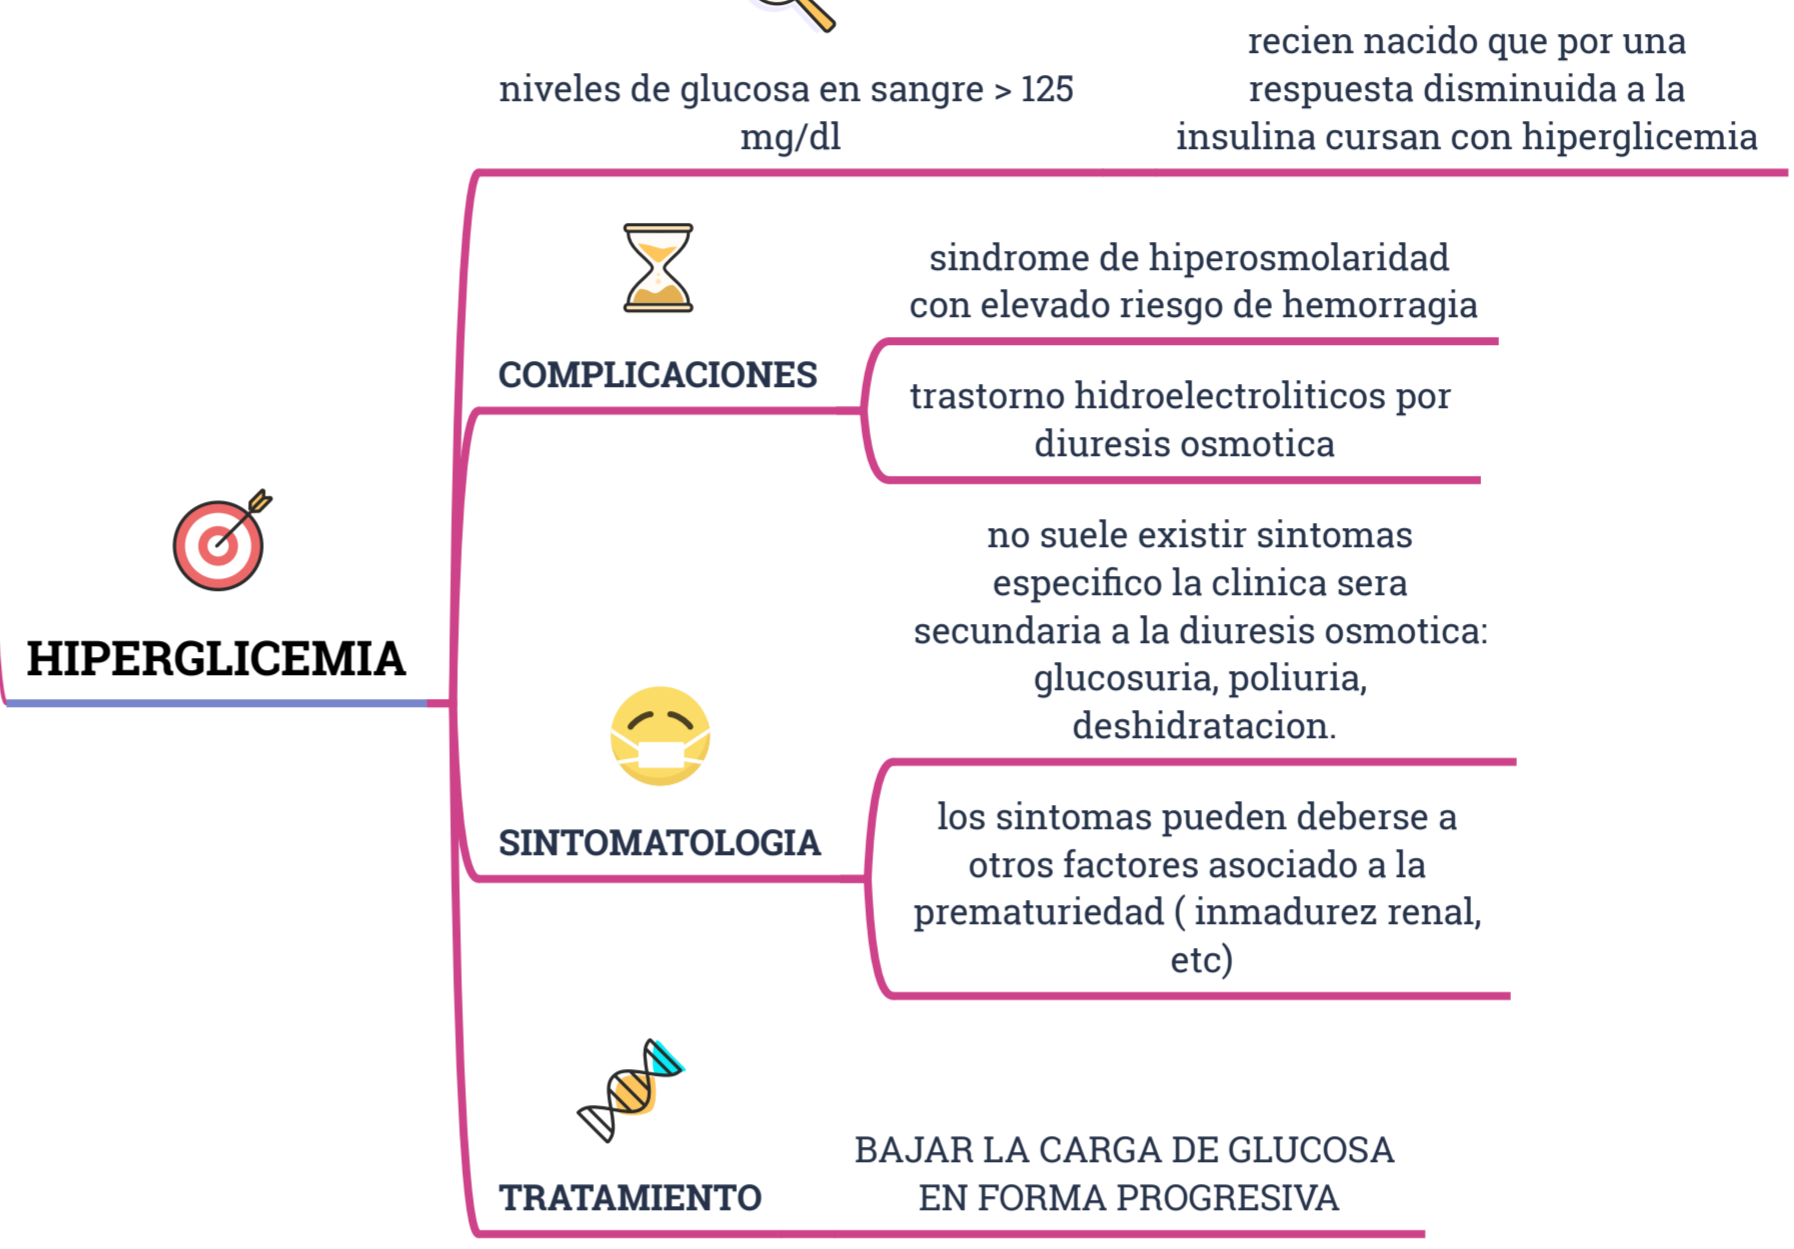 niveles de glucosa en sangre > 125
mg/dl
recien nacido que por una
respuesta disminuida a la
insulina cursan con hiperglicemia
COMPLICACIONES
sindrome de hiperosmolaridad
con elevado riesgo de hemorragia
trastorno hidroelectroliticos por
diuresis osmotica
HIPERGLICEMIA
no suele existir sintomas
especifico la clinica sera
secundaria a la diuresis osmotica:
glucosuria, poliuria,
deshidratacion.
SINTOMATOLOGIA
los sintomas pueden deberse a
otros factores asociado a la
prematuriedad ( inmadurez renal,
etc)
TRATAMIENTO
BAJAR LA CARGA DE GLUCOSA
EN FORMA PROGRESIVA